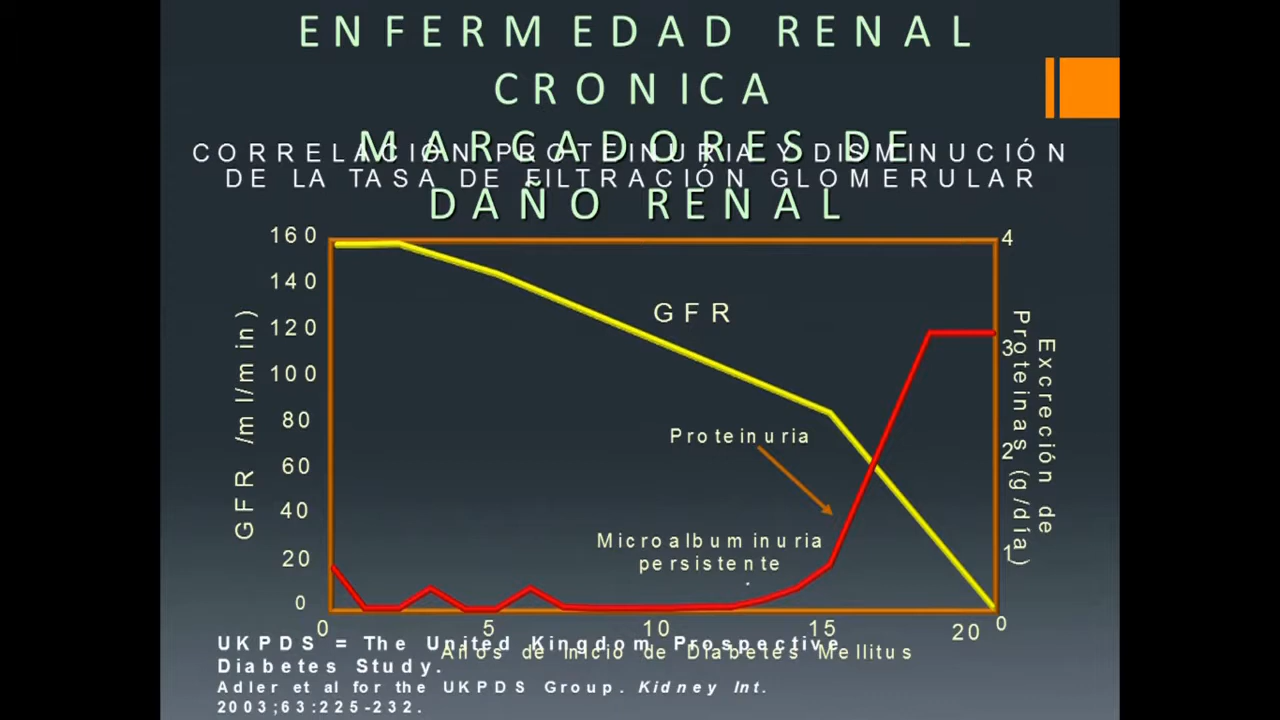 ENFERMEDAD RENAL
CRONICA
MARCADORES DE
DAÑO RENAL
CORRELACIÓN PROTEINURIA Y DISMINUCIÓN
DE LA TASA DE FILTRACIÓN GLOMERULAR
160
140
120
100
80
60
40
20
0
GFR /ml/min)
GFR
Proteinuria
Microalbuminuria
persistente
.
4
3
2
1
0
Excreción de
Proteinas (g/día)
0 5 10 15 20
Años de Inicio de Diabetes Mellitus
UKPDS = The United Kingdom Prospective
Diabetes Study.
Adler et al for the UKPDS Group. Kidney Int.
2003;63:225-232.